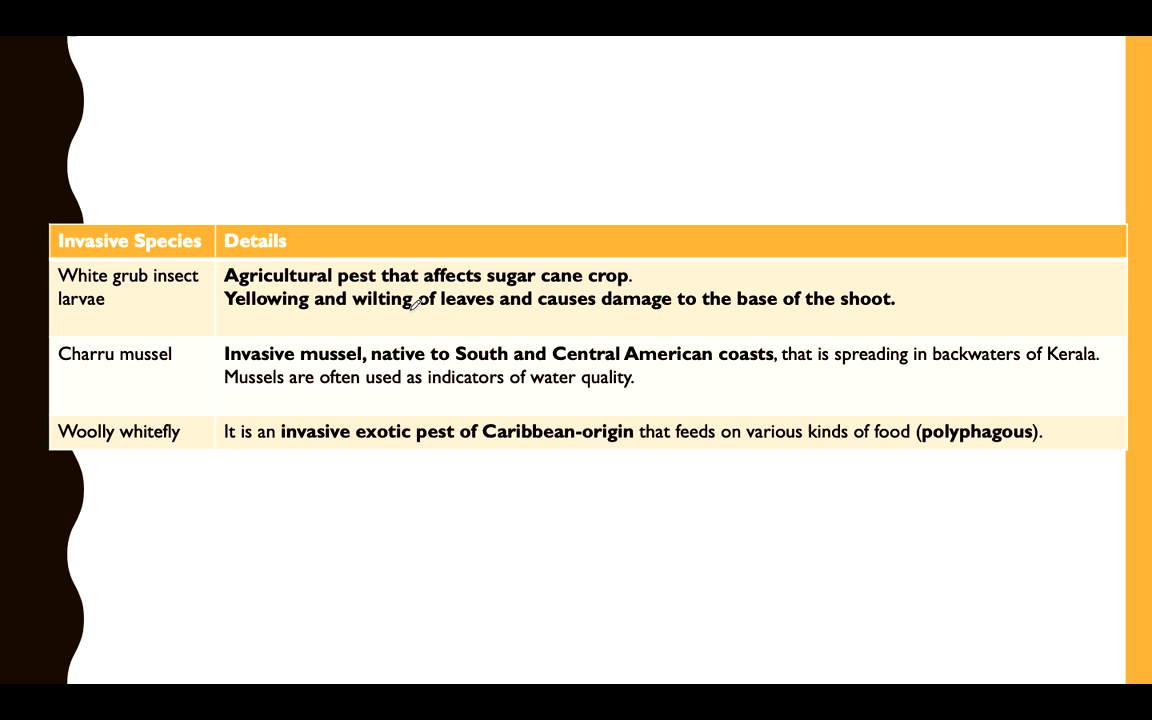 Invasive Species Details
White grub insect larvae
Agricultural pest that affects sugar cane crop.
Yellowing and wilting of leaves and causes damage to the base of the shoot.
Charru mussel
Invasive mussel, native to South and Central American coasts, that is spreading in backwaters of Kerala.
Mussels are often used as indicators of water quality.
Woolly whitefly
It is an invasive exotic pest of Caribbean-origin that feeds on various kinds of food (polyphagous).